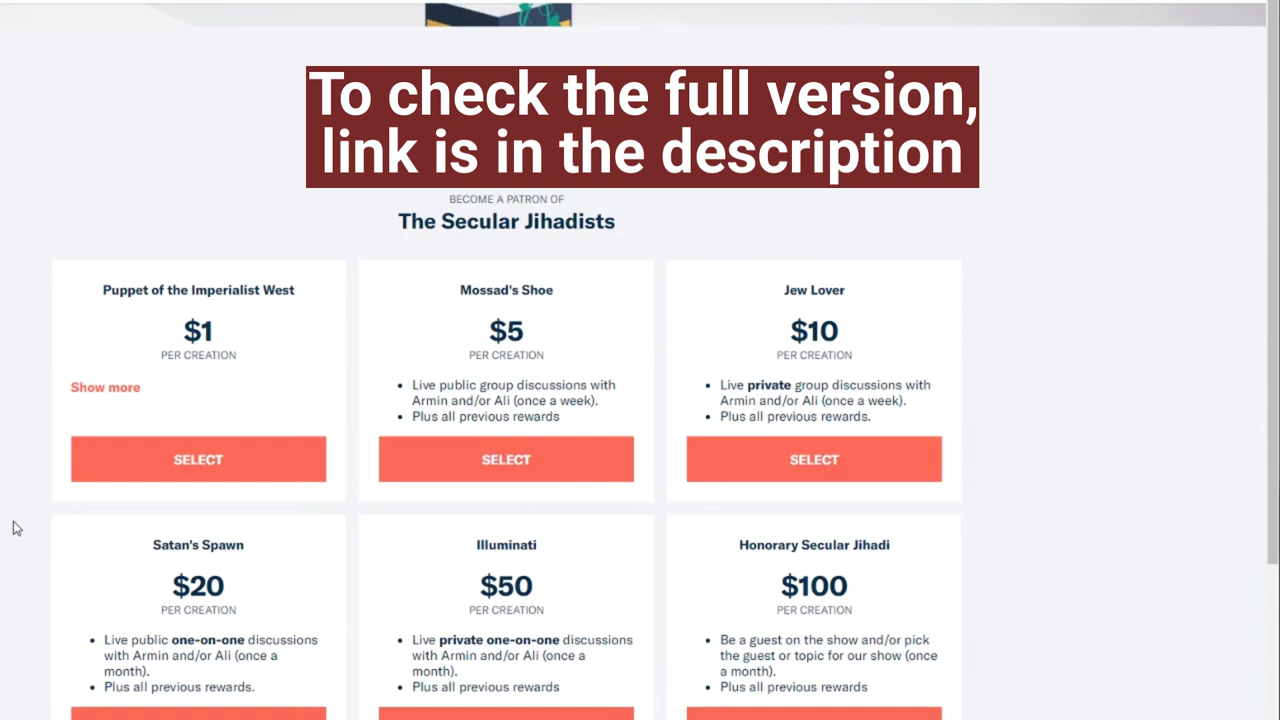 To check the full version,
link is in the description
BECOME A PATRON OF
The Secular Jihadists
Puppet of the Imperialist West
$1
PER CREATION
Show more
SELECT
Mossad's Shoe
$5
PER CREATION
• Live public group discussions with
Armin and/or Ali (once a week).
• Plus all previous rewards
SELECT
Jew Lover
$10
PER CREATION
• Live private group discussions with
Armin and/or Ali (once a week).
• Plus all previous rewards.
SELECT
Satan's Spawn
$20
PER CREATION
• Live public one-on-one discussions
with Armin and/or Ali (once a
month).
• Plus all previous rewards.
Illuminati
$50
PER CREATION
• Live private one-on-one discussions
with Armin and/or Ali (once a
month).
• Plus all previous rewards
Honorary Secular Jihadi
$100
PER CREATION
• Be a guest on the show and/or pick
the guest or topic for our show (once
a month).
• Plus all previous rewards